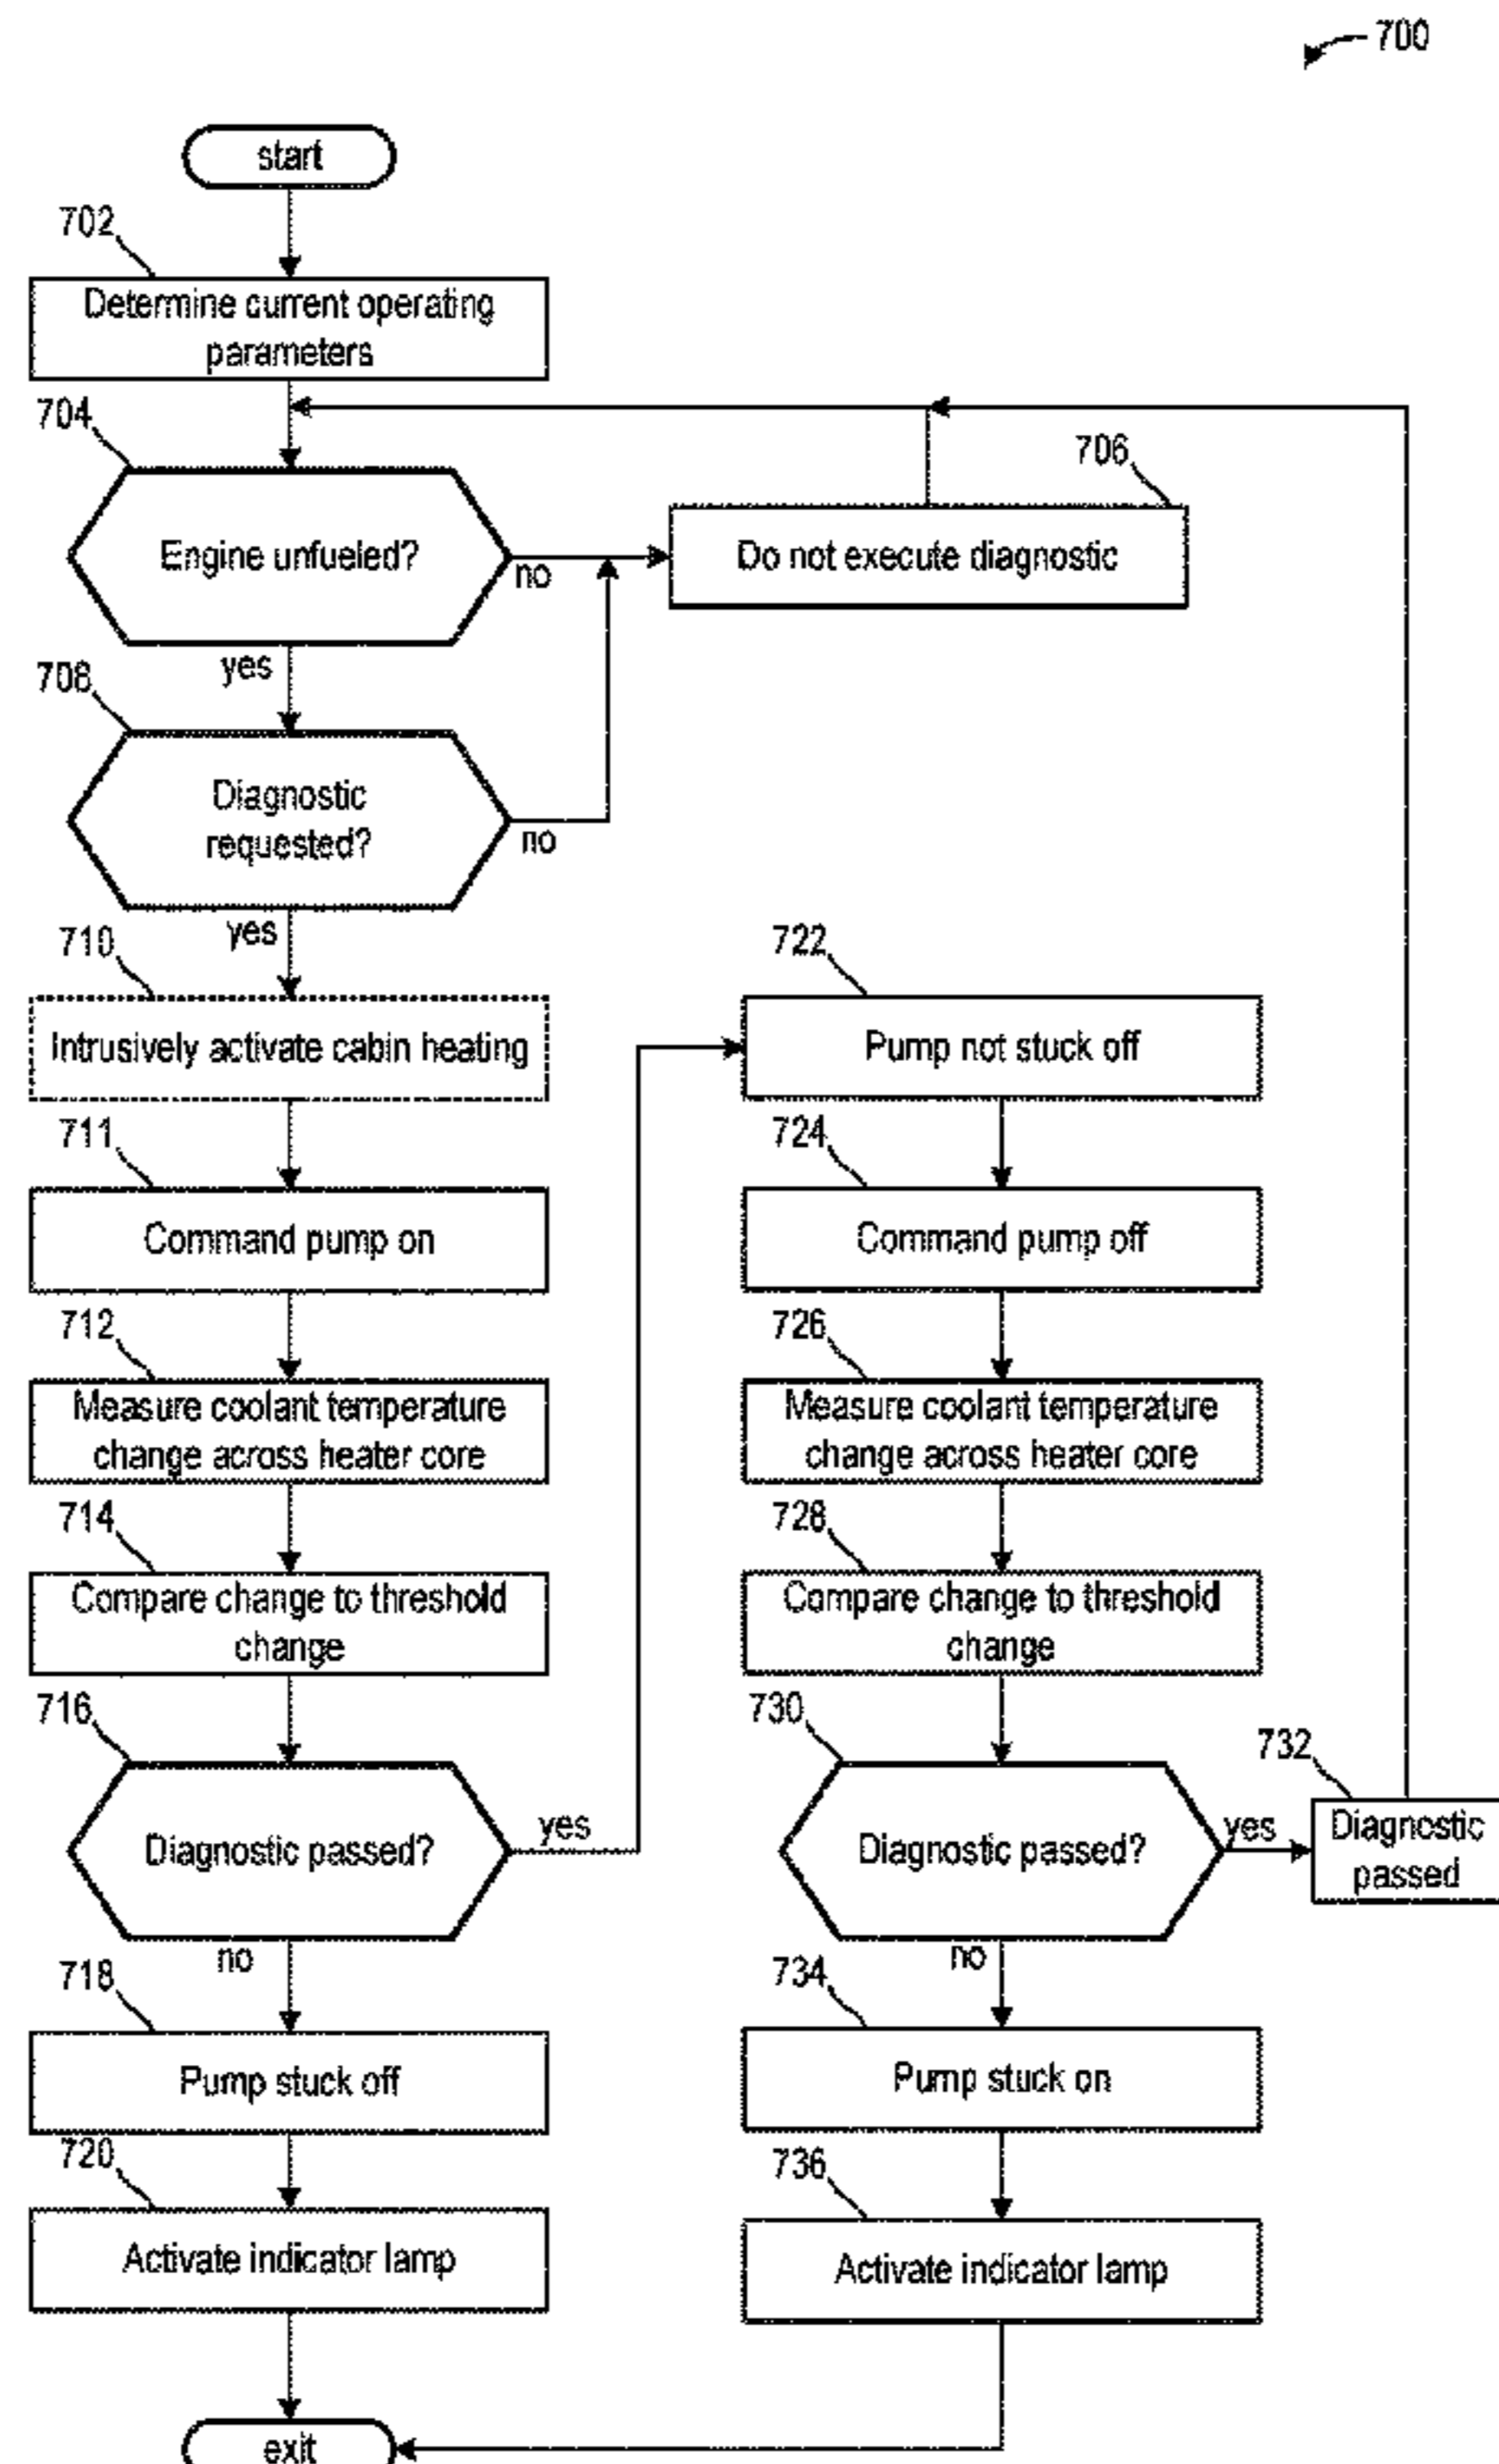 700
start
702
Determine current operating
parameters
704
706
Engine unfueled?
no
Do not execute diagnostic
yes
708
Diagnostic
requested?
no
yes
710
Intrusively activate cabin heating
711
Command pump on
712
Measure coolant temperature
change across heater core
714
Compare change to threshold
change
716
Diagnostic passed?
yes
no
718
Pump stuck off
720
Activate indicator lamp
exit
722
Pump not stuck off
724
Command pump off
726
Measure coolant temperature
change across heater core
728
Compare change to threshold
change
730
Diagnostic passed?
yes
732
Diagnostic
passed
no
734
Pump stuck on
736
Activate indicator lamp